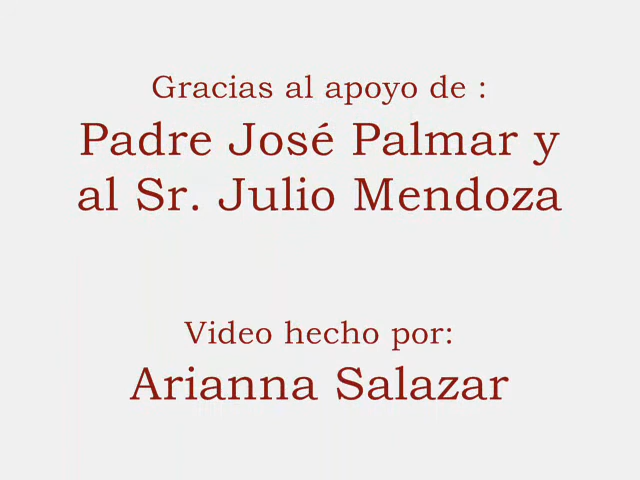 Gracias al apoyo de :
Padre José Palmar y
al Sr. Julio Mendoza
Video hecho por:
Arianna Salazar